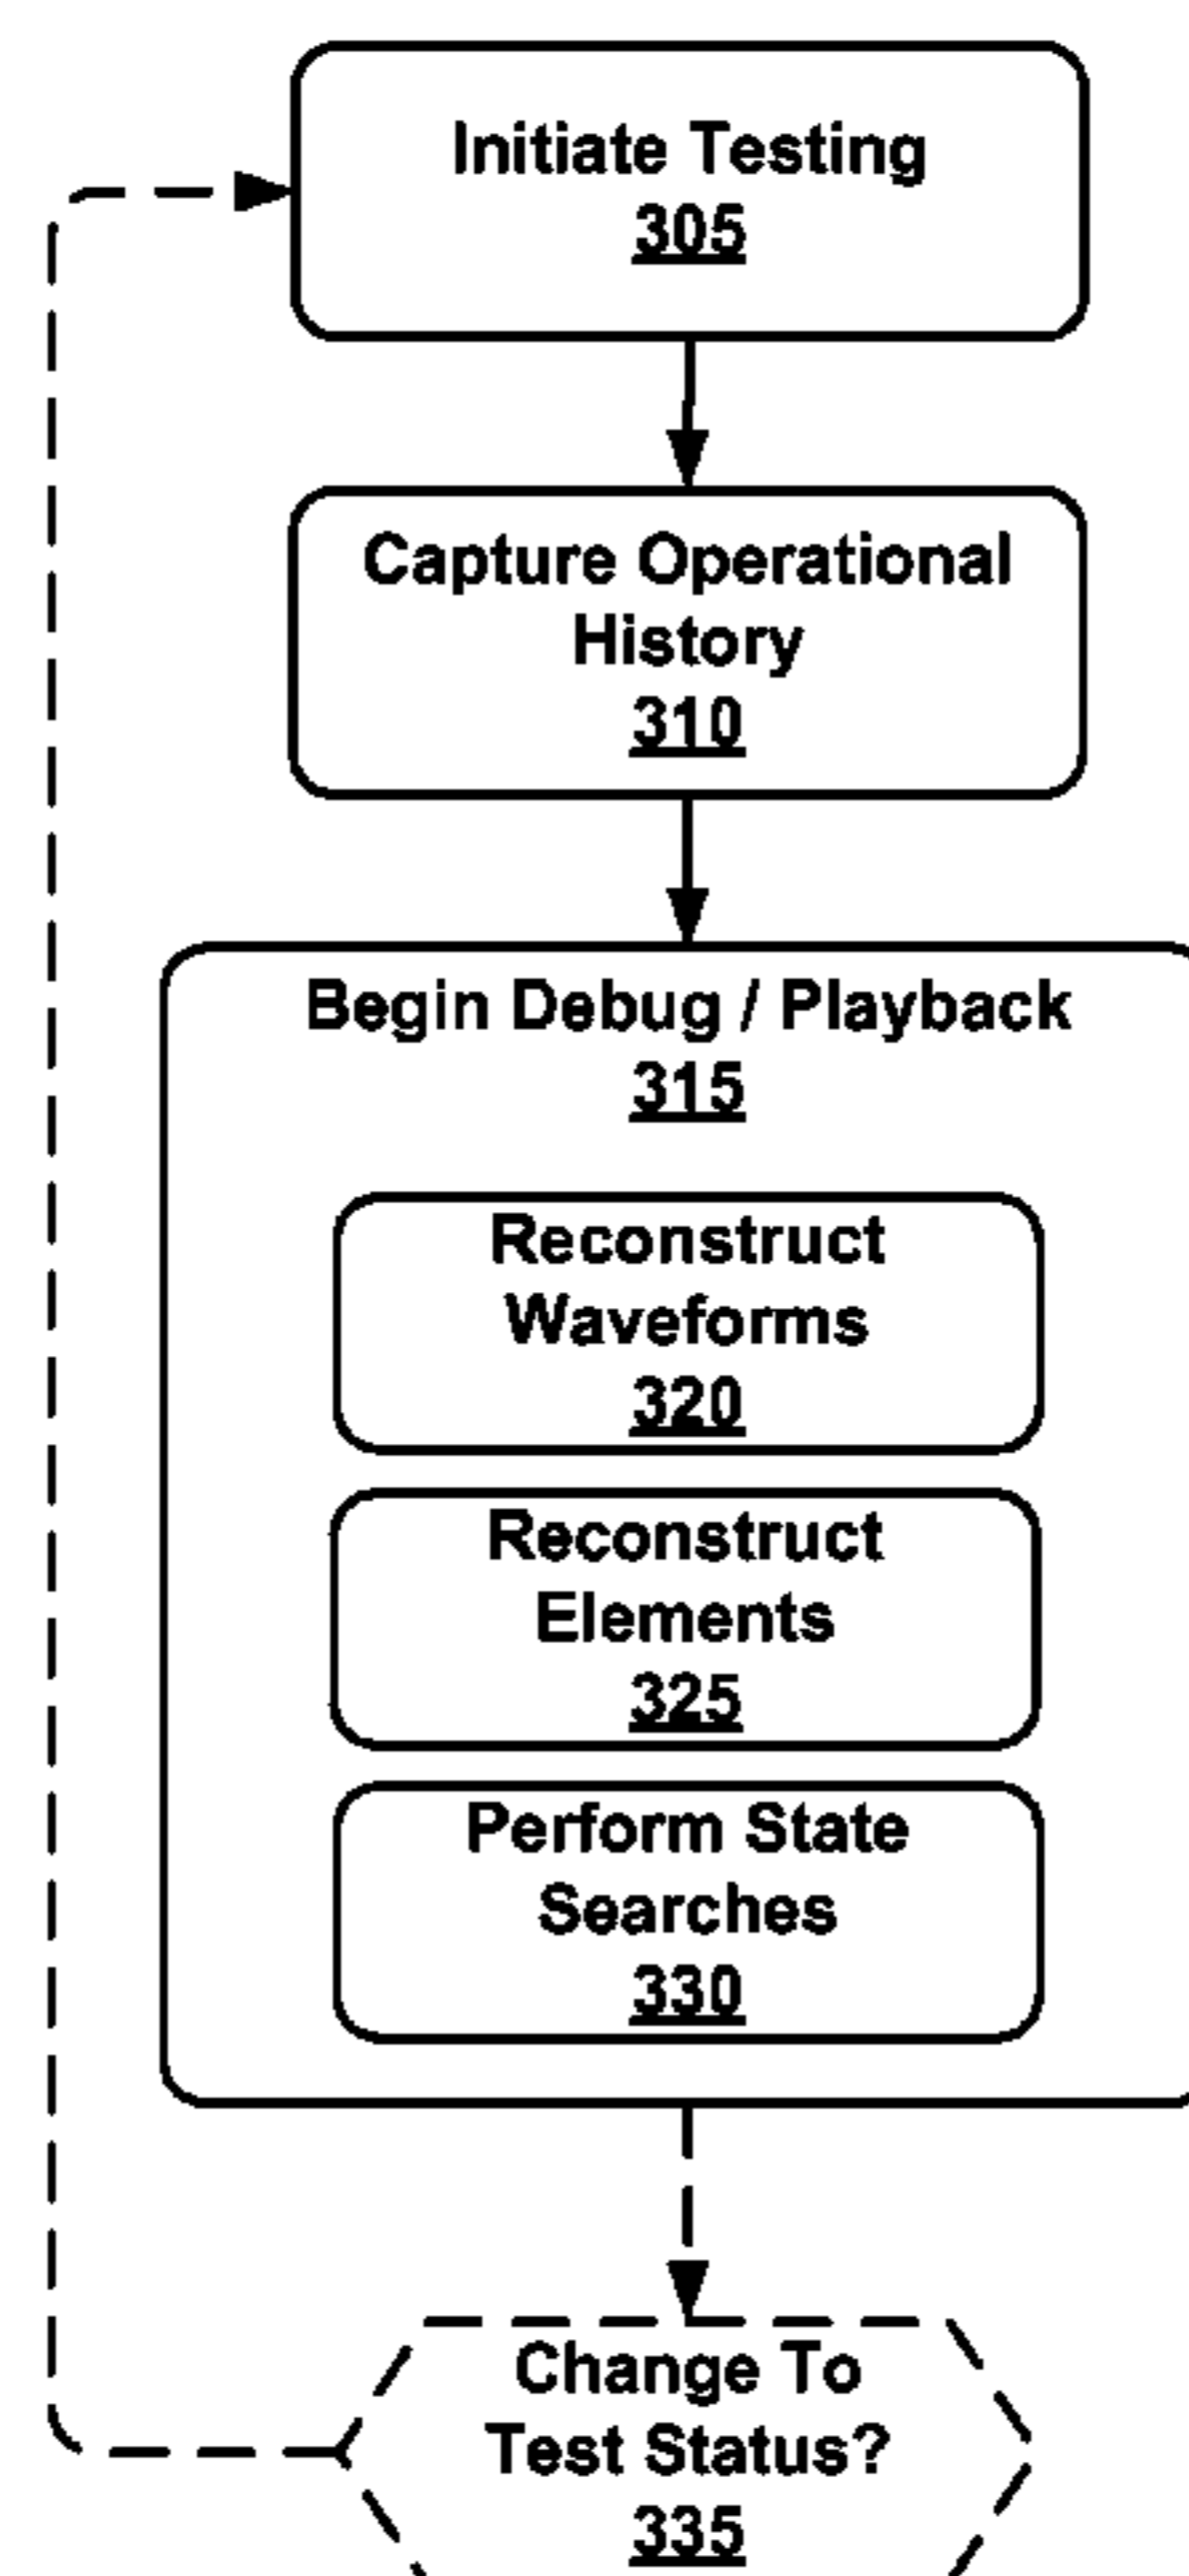 Initiate Testing
305
Capture Operational
History
310
Begin Debug / Playback
315
Reconstruct
Waveforms
320
Reconstruct
Elements
325
Perform State
Searches
330
Change To
Test Status?
335